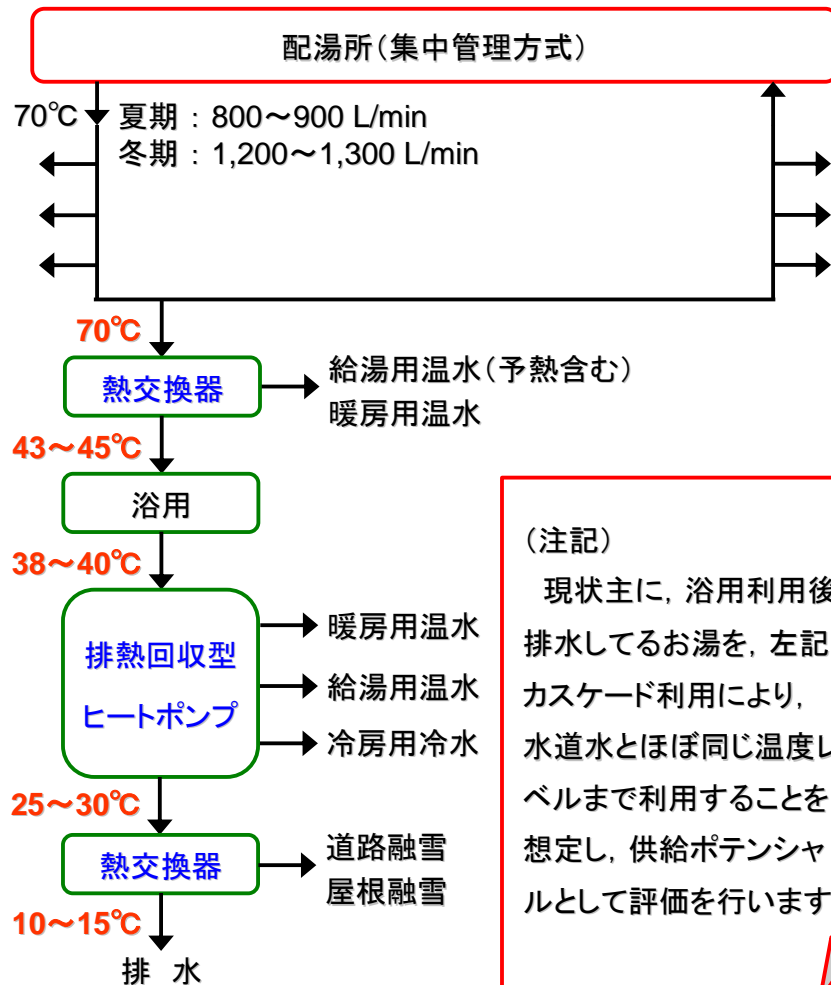 配湯所(集中管理方式)
70℃
夏期 : 800～900 L/min
冬期 : 1,200～1,300 L/min
70℃
熱交換器
給湯用温水(予熱含む)
暖房用温水
43～45℃
浴用
38～40℃
排熱回収型
ヒートポンプ
暖房用温水
給湯用温水
冷房用冷水
25～30℃
熱交換器
道路融雪
屋根融雪
10～15℃
排 水
(注記)
現状主に, 浴用利用後
排水してるお湯を, 左記
カスケード利用により,
水道水とほぼ同じ温度レ
ベルまで利用することを
想定し, 供給ポテンシャ
ルとして評価を行います